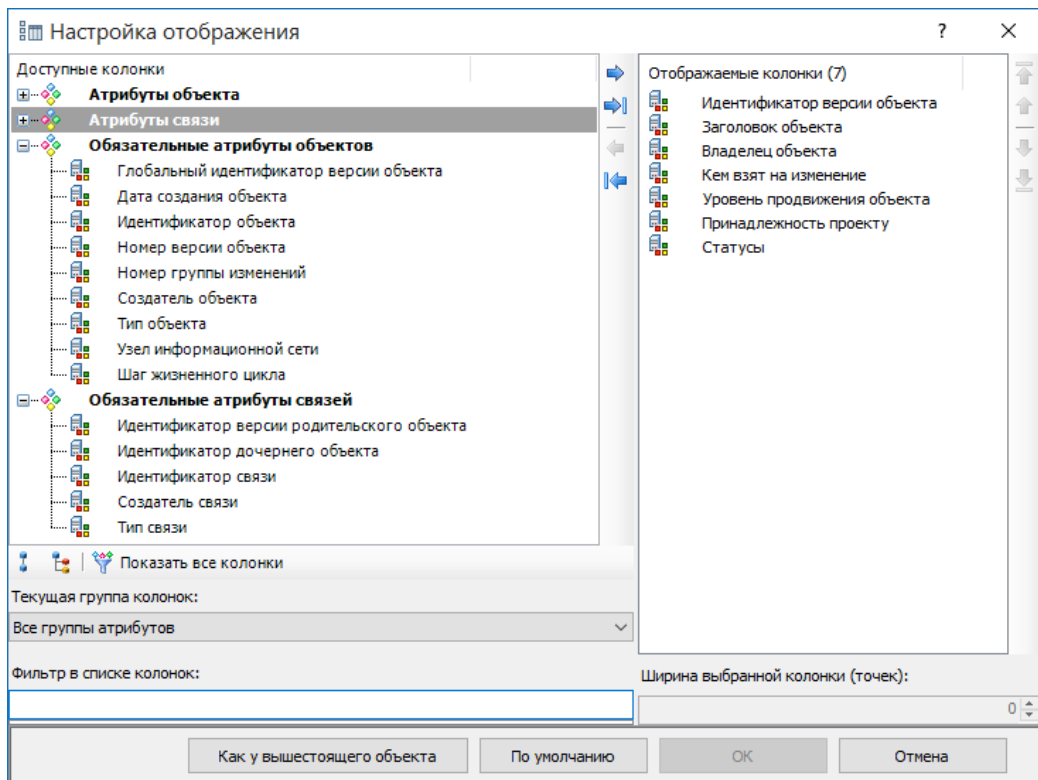 Настройка отображения
?
Доступные колонки
Атрибуты объекта
Атрибуты связи
Обязательные атрибуты объектов
Глобальный идентификатор версии объекта
Дата создания объекта
Идентификатор объекта
Номер версии объекта
Номер группы изменений
Создатель объекта
Тип объекта
Узел информационной сети
Шаг жизненного цикла
Обязательные атрибуты связей
Идентификатор версии родительского объекта
Идентификатор дочернего объекта
Идентификатор связи
Создатель связи
Тип связи
Показать все колонки
Текущая группа колонок:
Все группы атрибутов
Фильтр в списке колонок:
Отображаемые колонки (7)
Идентификатор версии объекта
Заголовок объекта
Владелец объекта
Кем взят на изменение
Уровень продвижения объекта
Принадлежность проекту
Статусы
Ширина выбранной колонки (точек):
0
Как у вышестоящего объекта
По умолчанию
OK
Отмена